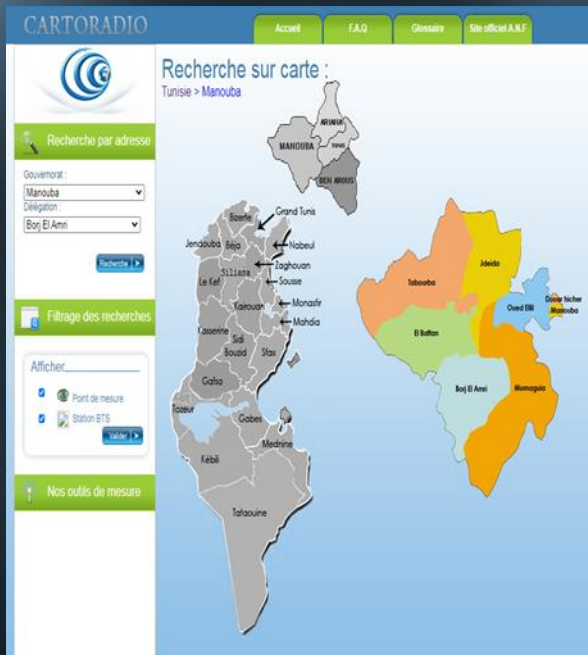 CARTORADIO
Accueil
F.A.Q
Glossaire
Site officiel A.N.F
Recherche sur carte :
Tunisie > Manouba
Recherche par adresse
Gouvernorat :
Manouba
Délégation :
Borj El Amri
Recherche
Filtrage des recherches
Afficher
Point de mesure
Station BTS
Valider
Nos outils de mesure
ARIANA
MANOUBA
BEN AROUS
Grand Tunis
Bizerte
Jendouba
Béja
Nabeul
Zaghouan
Siliana
Le Kef
Sousse
Kairouan
Monastir
Mahdia
Kasserine
Sidi
Bouzid
Sfax
Gafsa
Tozeur
Gabes
Mednine
Kébili
Tataouine
Jdeida
Tabourba
Douar hicher
Oued Ellil
Manouba
El Battan
Borj El Amri
Mornaguia